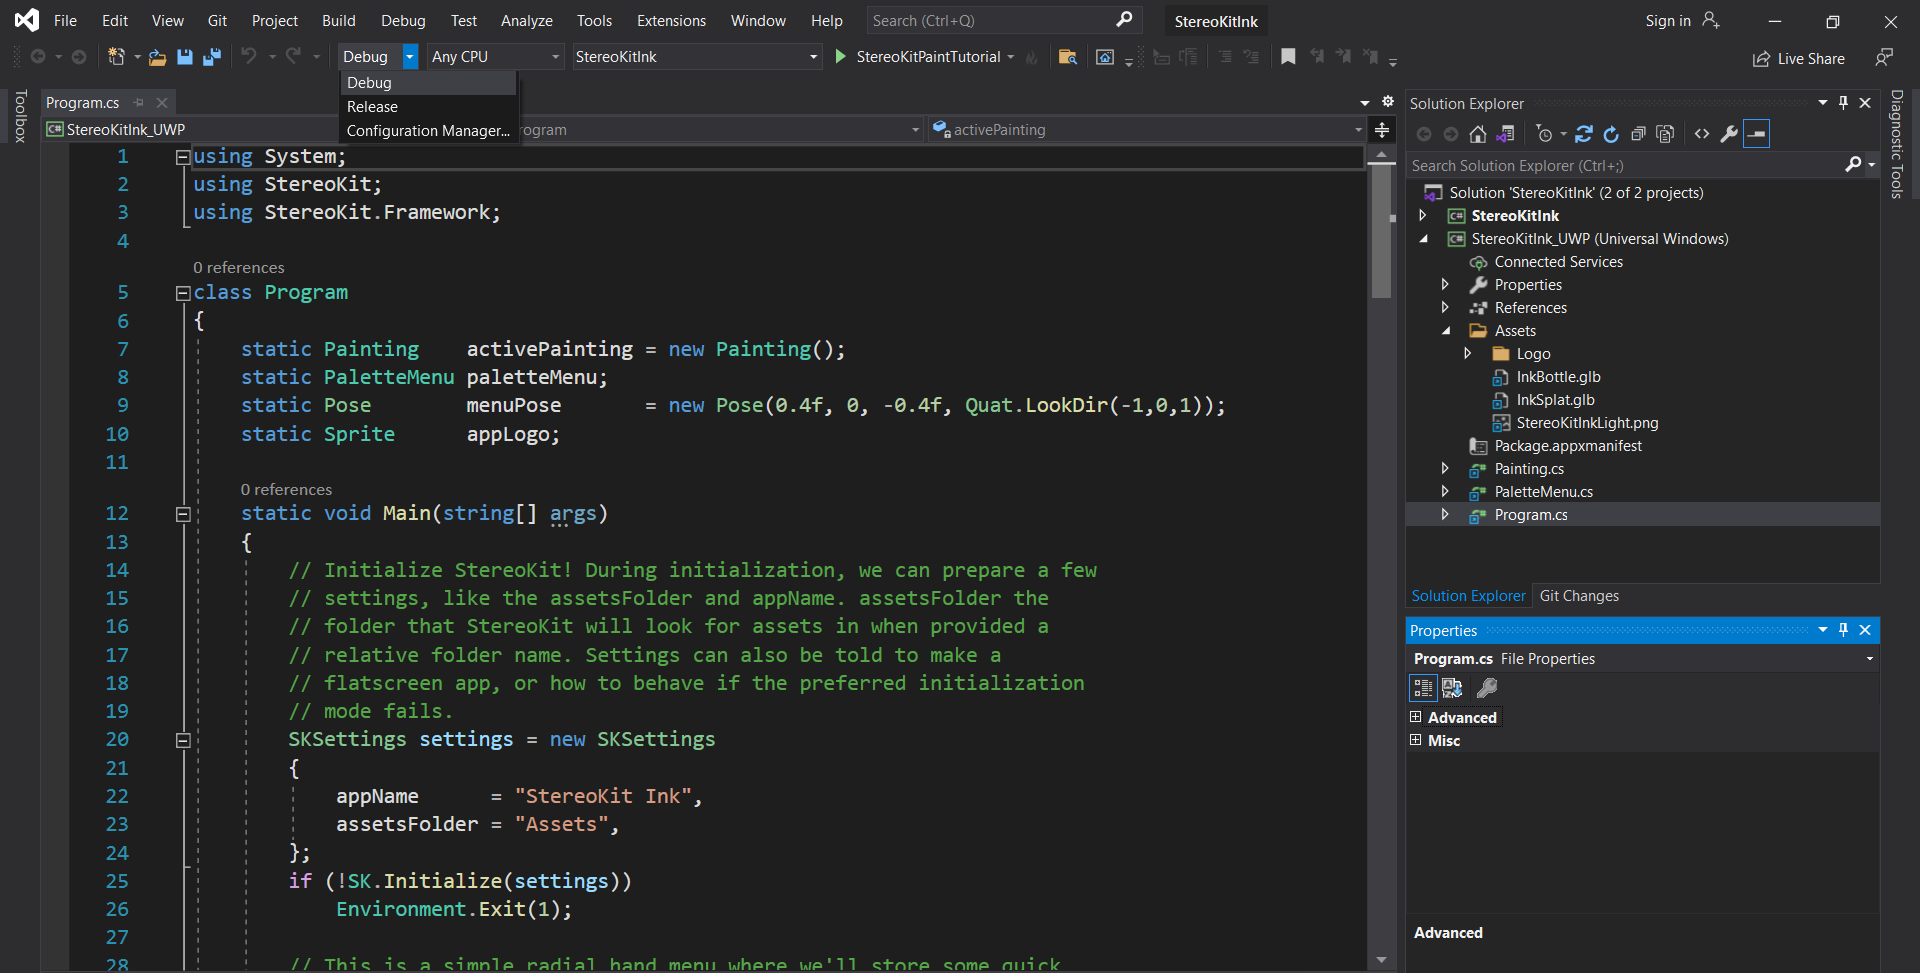 File Edit View Git Project Build Debug Test Analyze Tools Extensions Window Help Search (Ctrl+Q) StereoKitInk Sign in
Debug Any CPU StereoKitInk StereoKitPaintTutorial Live Share
Debug
Release
Configuration Manager...
Toolbox
Program.cs
StereoKitInk_UWP rogram activePainting
1 using System;
2 using StereoKit;
3 using StereoKit.Framework;
4
0 references
5 class Program
6 {
7 static Painting activePainting = new Painting();
8 static PaletteMenu paletteMenu;
9 static Pose menuPose = new Pose(0.4f, 0, -0.4f, Quat.LookDir(-1,0,1));
10 static Sprite appLogo;
11
0 references
12 static void Main(string[] args)
13 {
14 // Initialize StereoKit! During initialization, we can prepare a few
15 // settings, like the assetsFolder and appName. assetsFolder the
16 // folder that StereoKit will look for assets in when provided a
17 // relative folder name. Settings can also be told to make a
18 // flatscreen app, or how to behave if the preferred initialization
19 // mode fails.
20 SKSettings settings = new SKSettings
21 {
22 appName = "StereoKit Ink",
23 assetsFolder = "Assets",
24 };
25 if (!SK.Initialize(settings))
26 Environment.Exit(1);
27
28 // This is a simple radial hand menu where we'll store some quick
Solution Explorer
Search Solution Explorer (Ctrl+;)
Solution 'StereoKitInk' (2 of 2 projects)
StereoKitInk
StereoKitInk_UWP (Universal Windows)
Connected Services
Properties
References
Assets
Logo
InkBottle.glb
InkSplat.glb
StereoKitInkLight.png
Package.appxmanifest
Painting.cs
PaletteMenu.cs
Program.cs
Solution Explorer Git Changes
Properties
Program.cs File Properties
Advanced
Misc
Advanced
Diagnostic Tools